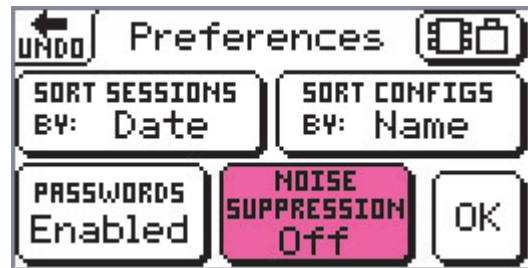 UNDO
Preferences
SORT SESSIONS
BY: Date
SORT CONFIGS
BY: Name
PASSWORDS
Enabled
NOISE
SUPPRESSION
Off
OK